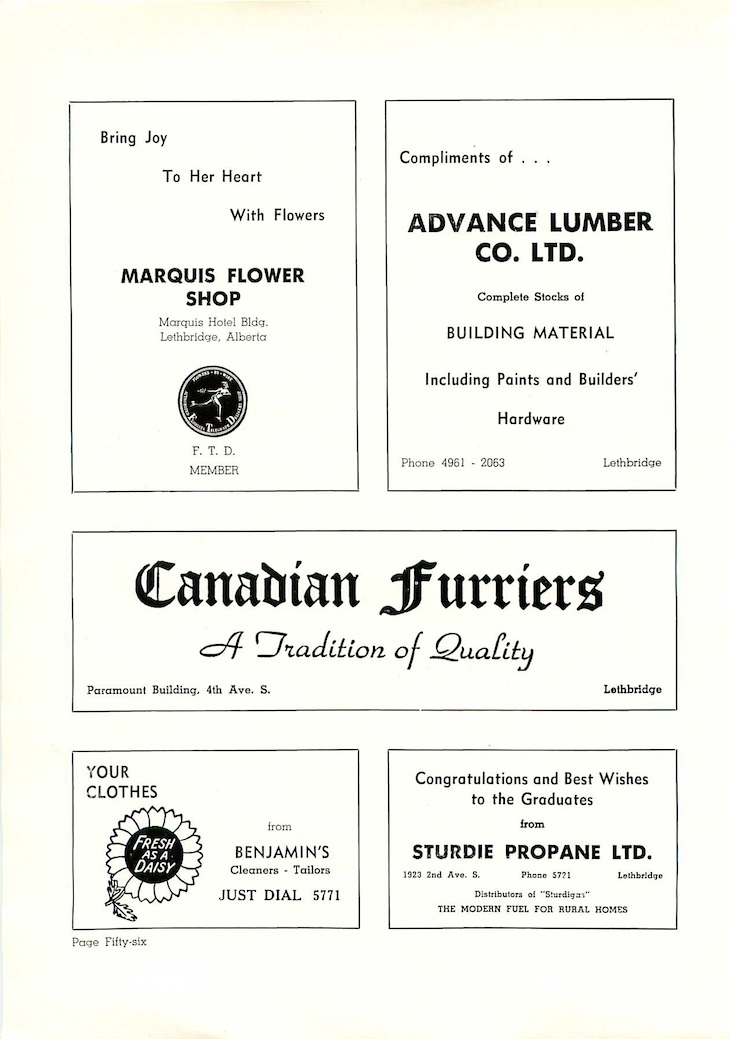 Bring Joy
To Her Heart
With Flowers
MARQUIS FLOWER
SHOP
Marquis Hotel Bldg.
Lethbridge, Alberta
F. T. D.
MEMBER
Compliments of . . .
ADVANCE LUMBER
CO. LTD.
Complete Stocks of
BUILDING MATERIAL
Including Paints and Builders'
Hardware
Phone 4961 - 2063 Lethbridge
Canadian Furriers
A Tradition of Quality
Paramount Building, 4th Ave. S. Lethbridge
YOUR
CLOTHES
FRESH
AS A
DAISY
from
BENJAMIN'S
Cleaners - Tailors
JUST DIAL 5771
Congratulations and Best Wishes
to the Graduates
from
STURDIE PROPANE LTD.
1923 2nd Ave. S. Phone 5721 Lethbridge
Distributors of "Sturdigas"
THE MODERN FUEL FOR RURAL HOMES
Page Fifty-six